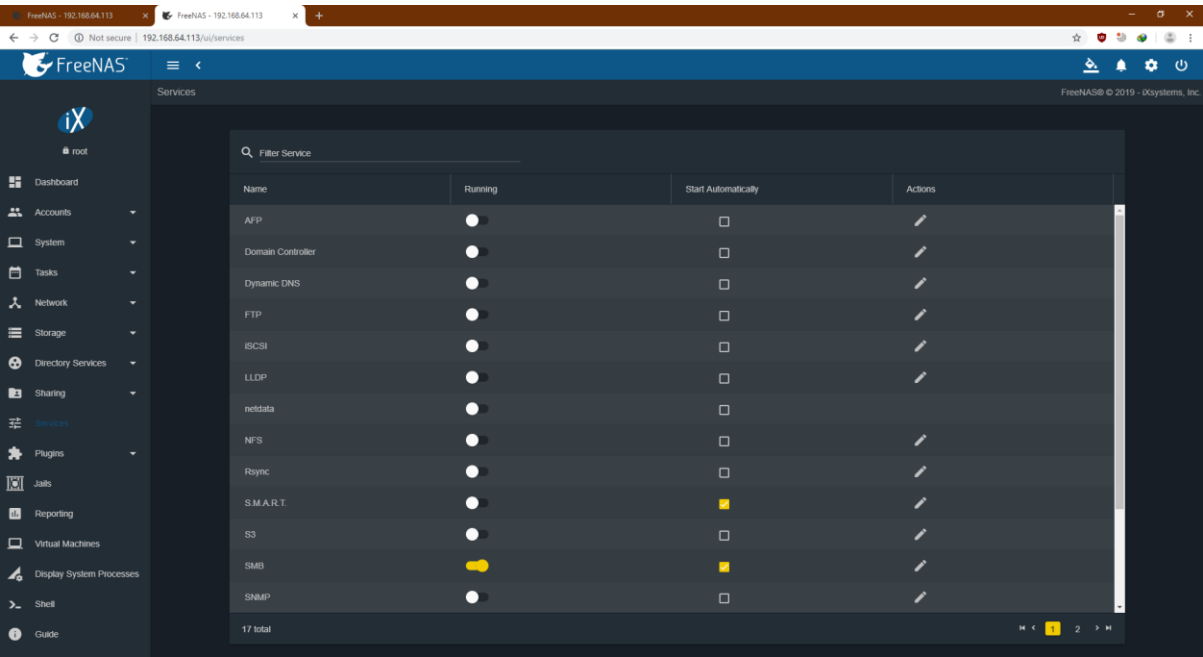 FreeNAS - 192.168.64.113
FreeNAS - 192.168.64.113
Not secure | 192.168.64.113/ui/services
FreeNAS
Services
FreeNAS® © 2019 - iXsystems, Inc.
iX
root
Dashboard
Accounts
System
Tasks
Network
Storage
Directory Services
Sharing
Services
Plugins
Jails
Reporting
Virtual Machines
Display System Processes
Shell
Guide
Filter Service
Name Running Start Automatically Actions
AFP
Domain Controller
Dynamic DNS
FTP
iSCSI
LLDP
netdata
NFS
Rsync
S.M.A.R.T.
S3
SMB
SNMP
17 total
1 2